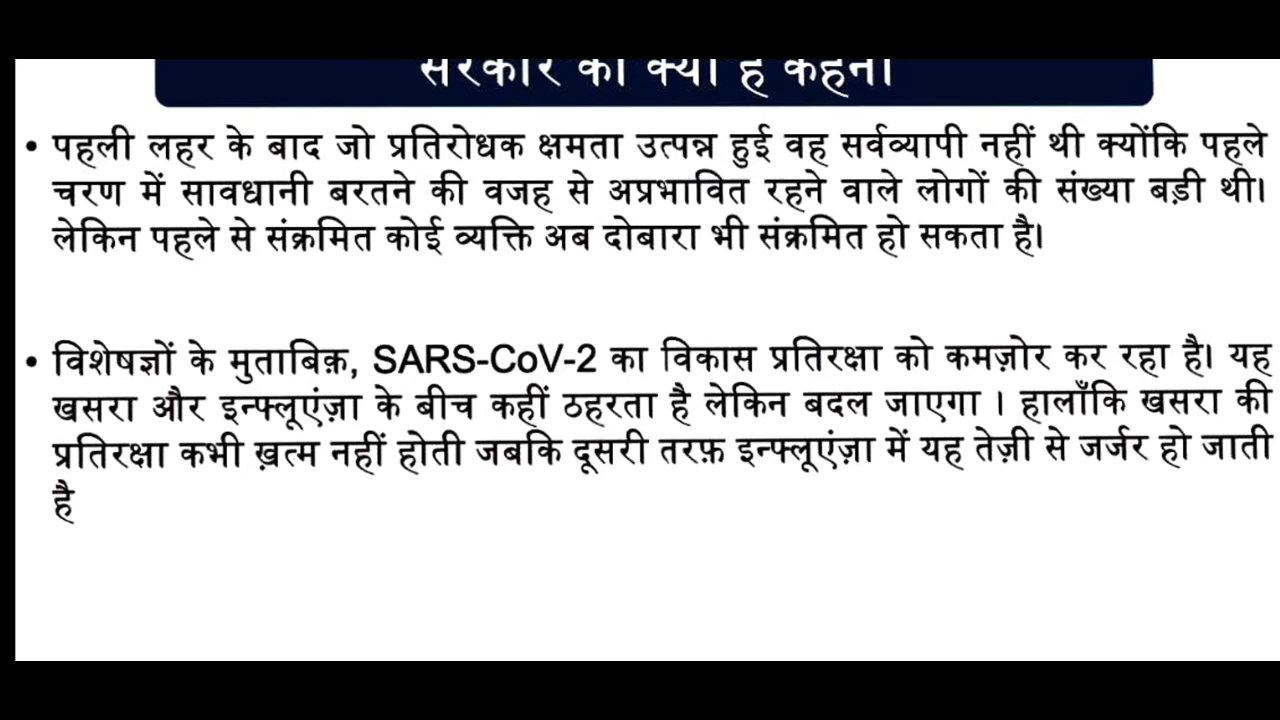 सरकार का क्या है कहना
• पहली लहर के बाद जो प्रतिरोधक क्षमता उत्पन्न हुई वह सर्वव्यापी नहीं थी क्योंकि पहले
चरण में सावधानी बरतने की वजह से अप्रभावित रहने वाले लोगों की संख्या बड़ी थी।
लेकिन पहले से संक्रमित कोई व्यक्ति अब दोबारा भी संक्रमित हो सकता है।
• विशेषज्ञों के मुताबिक़, SARS-CoV-2 का विकास प्रतिरक्षा को कमज़ोर कर रहा है। यह
खसरा और इन्फ्लूएंज़ा के बीच कहीं ठहरता है लेकिन बदल जाएगा । हालाँकि खसरा की
प्रतिरक्षा कभी ख़त्म नहीं होती जबकि दूसरी तरफ़ इन्फ्लूएंज़ा में यह तेज़ी से जर्जर हो जाती
है